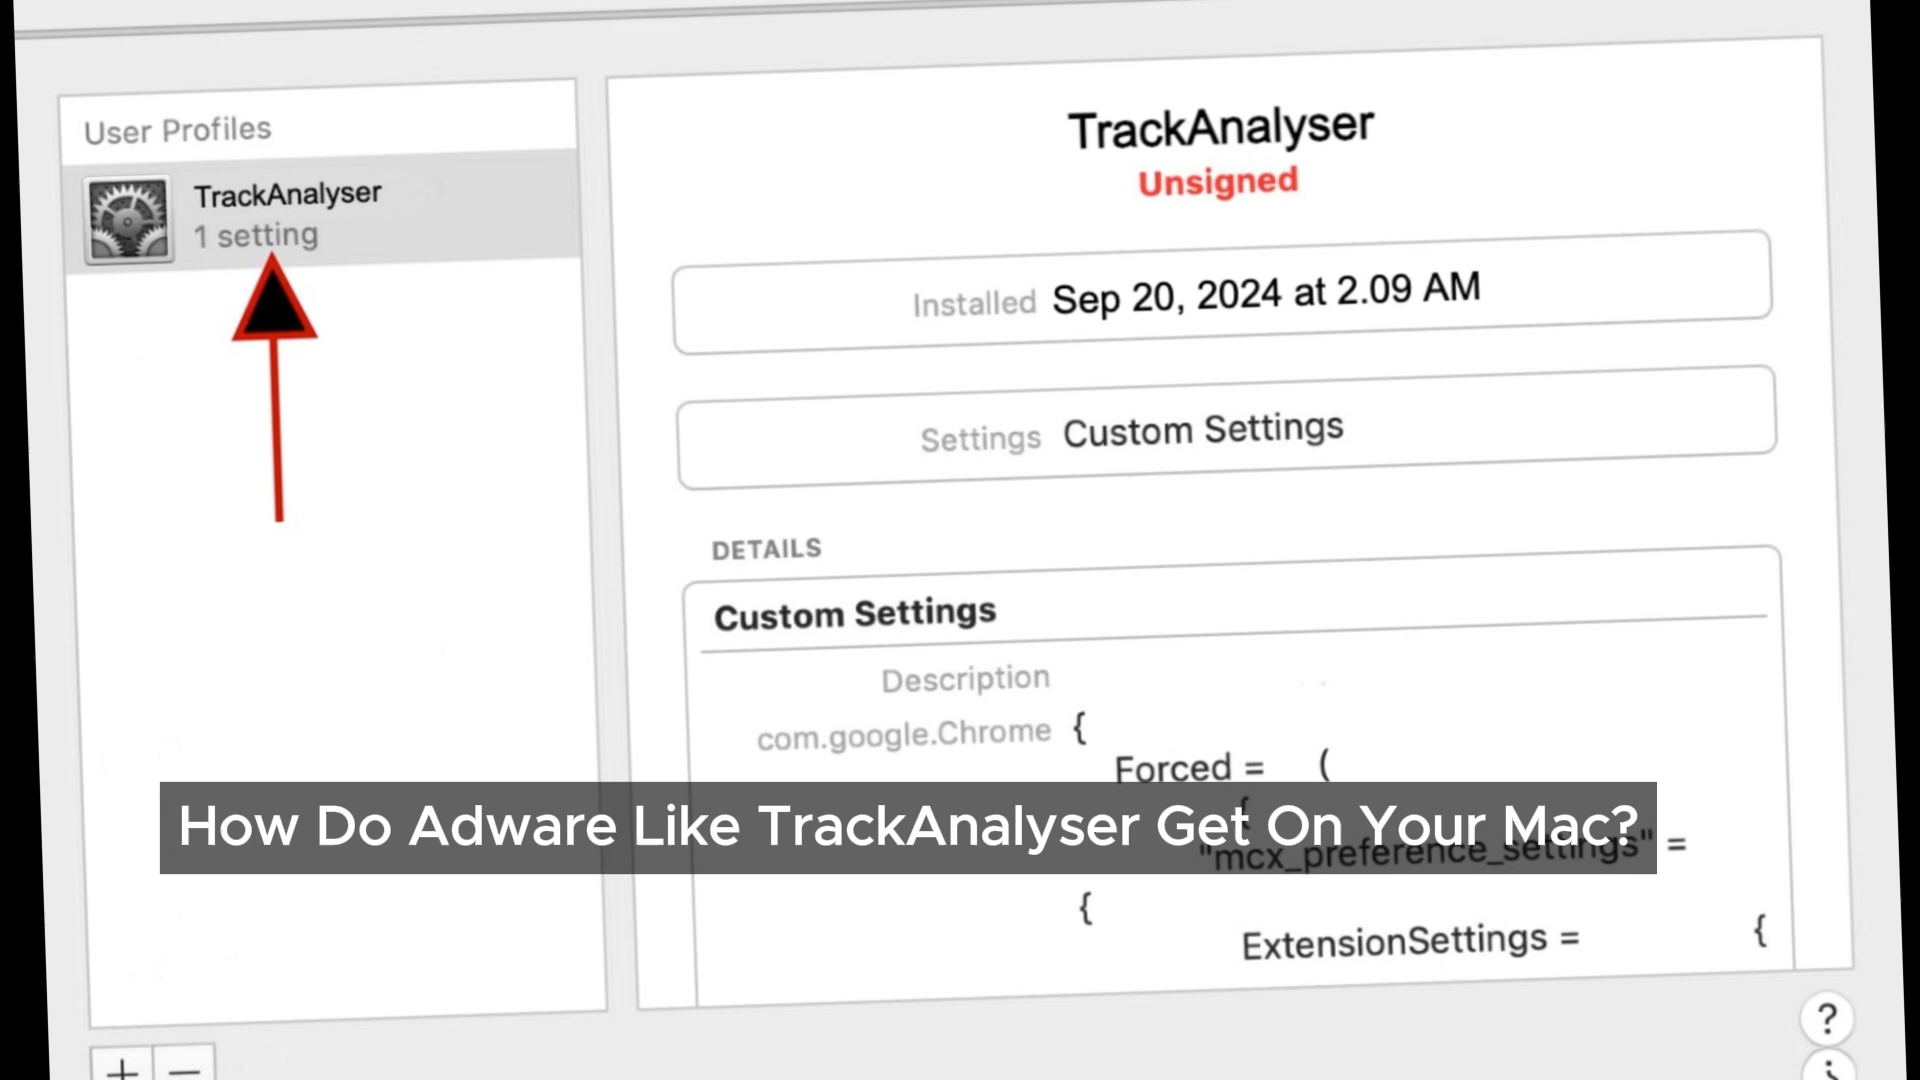 User Profiles
TrackAnalyser
1 setting
TrackAnalyser
Unsigned
Installed Sep 20, 2024 at 2.09 AM
Settings Custom Settings
DETAILS
Custom Settings
Description
com.google.Chrome {
Forced = (
{
How Do Adware Like TrackAnalyser Get On Your Mac?
"mcx_preference_settings" =
{
ExtensionSettings = {
?